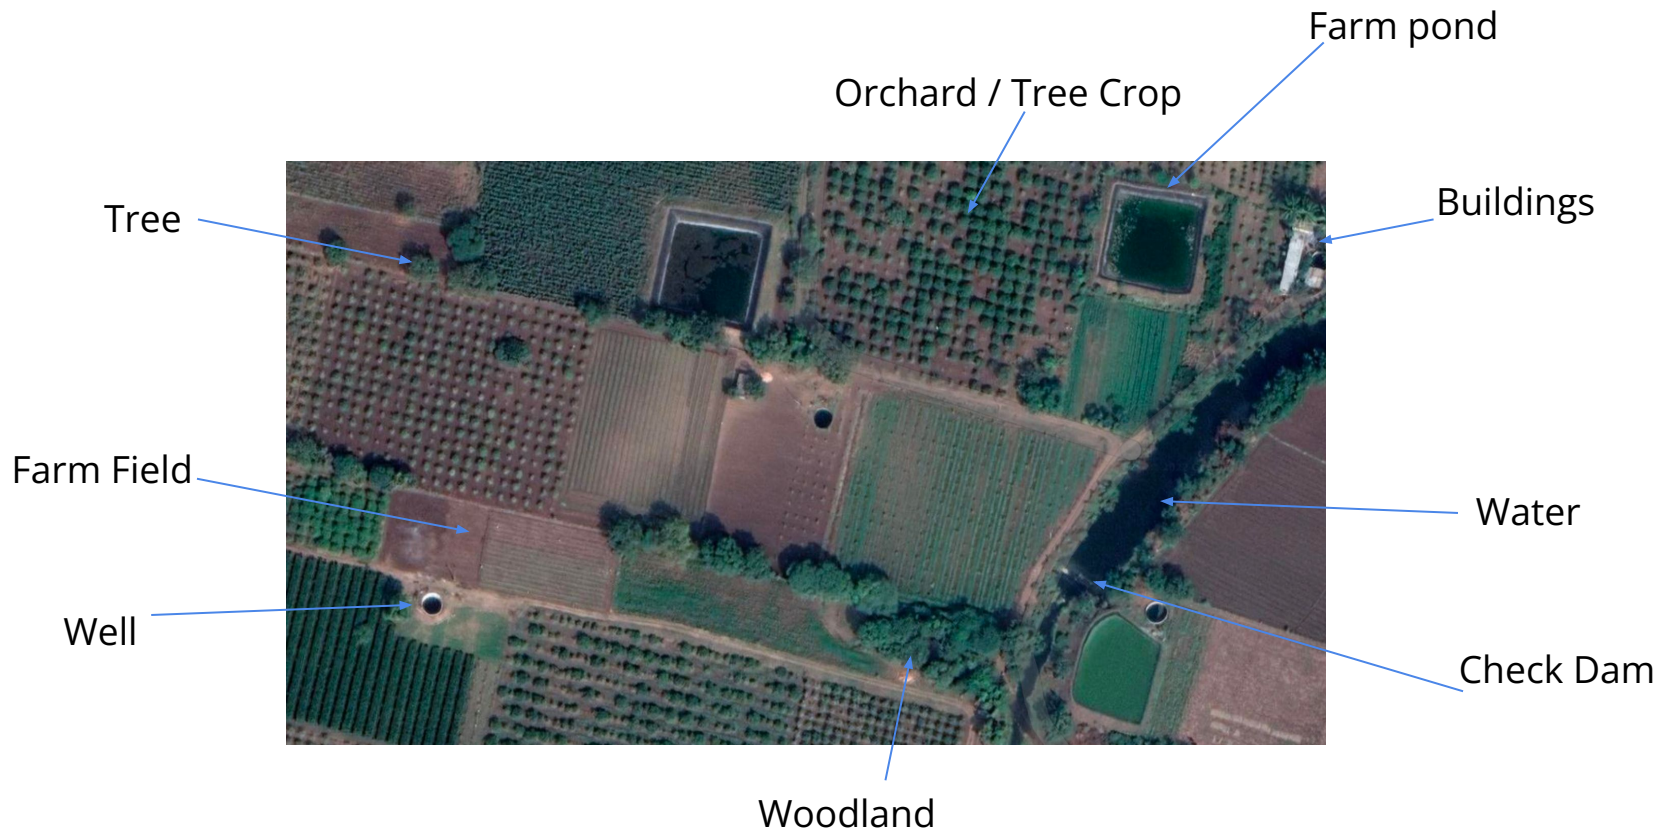 Farm pond
Orchard / Tree Crop
Buildings
Tree
Farm Field
Water
Well
Check Dam
Woodland